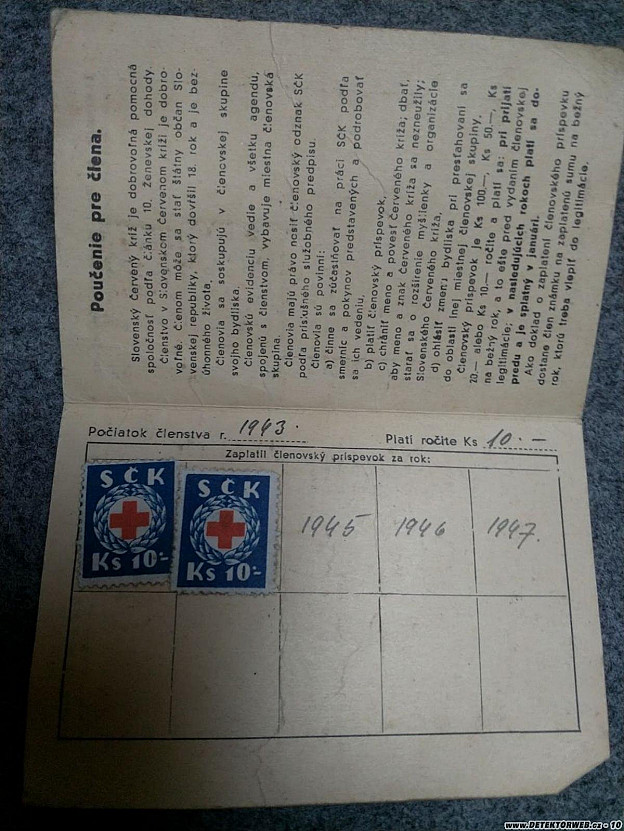 Poučenie pre člena.
Slovenský Červený kríž je dobrovoľná pomocná
spoločnosť podľa článku 10. ženevskej dohody.
Členstvo v Slovenskom Červenom kríži je dobro-
voľné. Členom môže sa stať štátny občan Slo-
venskej republiky, ktorý dovŕšil 18. rok a je bez-
úhonného života.
Členovia sa soskupujú v členovskej skupine
svojho bydliska.
Členovskú evidenciu vedie a všetku agendu,
spojenú s členstvom, vybavuje miestna členovská
skupina.
Členovia majú právo nosiť členovský odznak SČK
podľa príslušného služobného predpisu.
Členovia sú povinní:
a) činne sa zúčastňovať na práci SČK podľa
smerníc a pokynov predstavených a podrobovať
sa ich vedeniu,
b) platiť členovský príspevok,
c) chrániť meno a povesť Červeného kríža; dbať,
aby meno a znak Červeného kríža sa nezneužily;
starať sa o rozšírenie myšlienky a organizácie
Slovenského Červeného kríža,
d) ohlásiť zmenu bydliska pri presťahovaní sa
do oblasti inej miestnej členovskej skupiny.
Členovský príspevok je Ks 100.—, Ks 50.—, Ks
20.— alebo Ks 10.— ročite a platí sa: pri prijatí
na bežný rok, a to ešte pred vydaním členovskej
legitimácie; v nasledujúcich rokoch platí sa do-
predu a je splatný v januári.
Ako doklad o zaplatení členovského príspevku
dostane člen známku na zaplatenú sumu na bežný
rok, ktorú treba vlepiť do legitimácie.
Počiatok členstva r. 1943. Platí ročite Ks 10.—
Zaplatil členovský príspevok za rok:
SČK
Ks 10·-
SČK
Ks 10·-
1945
1946
1947.
www.DETEKTORWEB.cz - 10